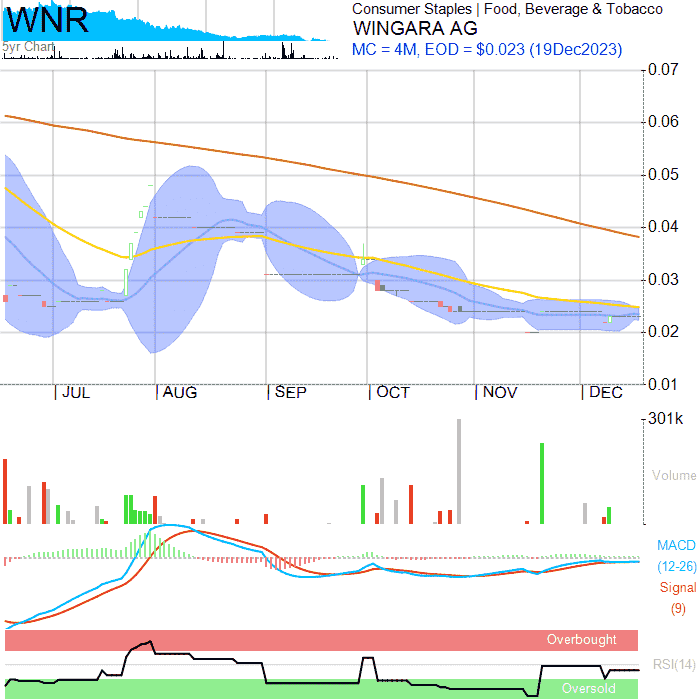 WNR
5yr Chart
Consumer Staples | Food, Beverage & Tobacco
WINGARA AG
MC = 4M, EOD = $0.023 (19Dec2023)
0.07
0.06
0.05
0.04
0.03
0.02
0.01
JUL AUG SEP OCT NOV DEC
301k
Volume
MACD
(12-26)
Signal
(9)
Overbought
RSI(14)
Oversold